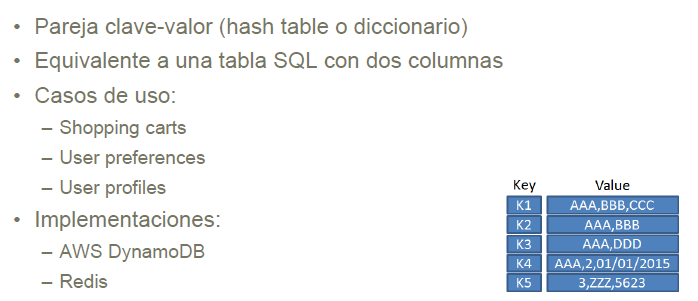 • Pareja clave-valor (hash table o diccionario)
• Equivalente a una tabla SQL con dos columnas
• Casos de uso:
– Shopping carts
– User preferences
– User profiles
• Implementaciones:
– AWS DynamoDB
– Redis
Key Value
K1 AAA,BBB,CCC
K2 AAA,BBB
K3 AAA,DDD
K4 AAA,2,01/01/2015
K5 3,ZZZ,5623